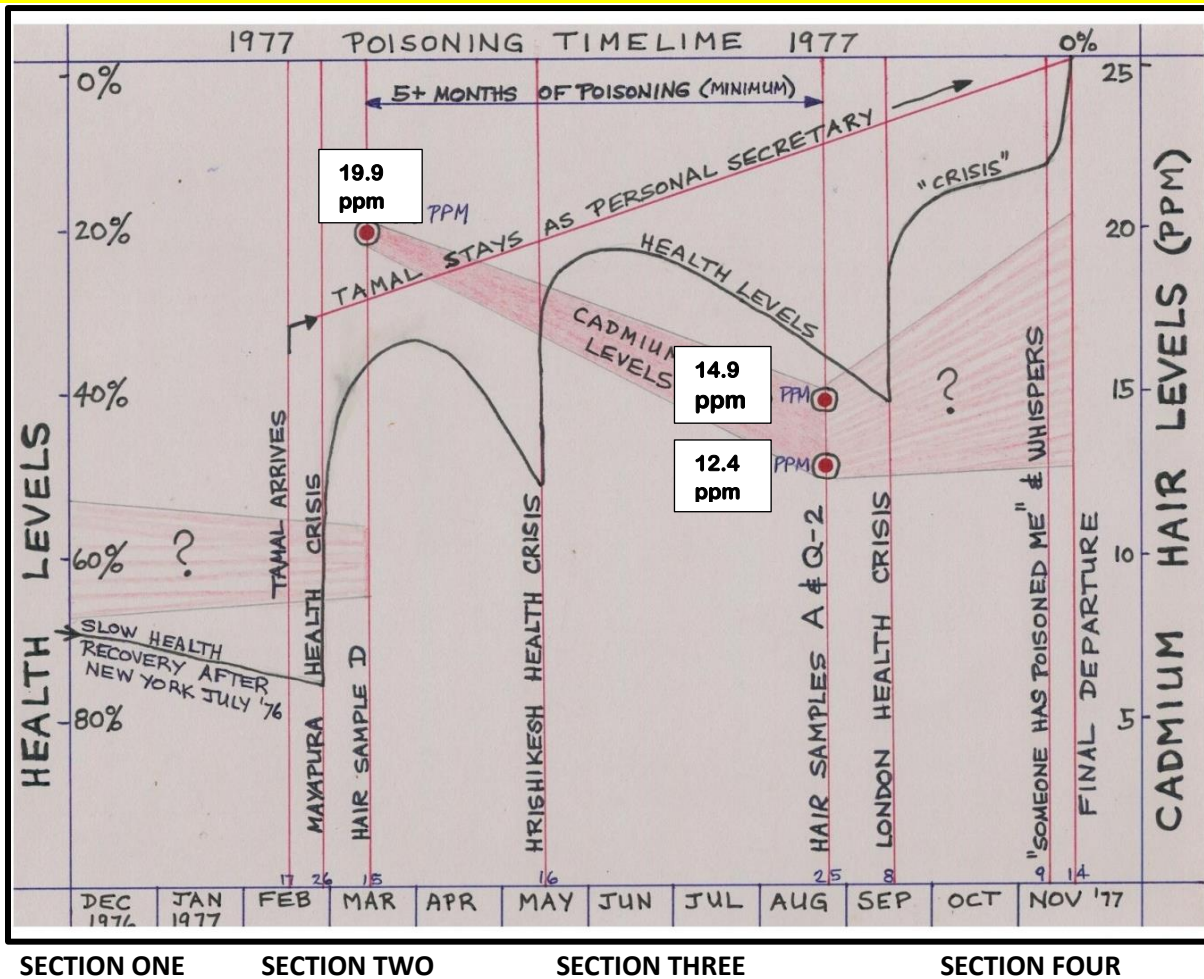 1977 POISONING TIMELIME 1977
0%
0%
20%
40%
60%
80%
HEALTH LEVELS
25
20
15
10
5
CADMIUM HAIR LEVELS (PPM)
5+ MONTHS OF POISONING (MINIMUM)
19.9
ppm
PPM
TAMAL STAYS AS PERSONAL SECRETARY
"CRISIS"
HEALTH LEVELS
CADMIUM
LEVELS
14.9
ppm
PPM
12.4
ppm
PPM
?
?
SLOW HEALTH
RECOVERY AFTER
NEW YORK JULY '76
TAMAL ARRIVES
MAYAPURA HEALTH CRISIS
HAIR SAMPLE D
HRISHIKESH HEALTH CRISIS
HAIR SAMPLES A & Q-2
LONDON HEALTH CRISIS
"SOMEONE HAS POISONED ME" & WHISPERS
FINAL DEPARTURE
17 26 15 16 25 8 9 14
DEC JAN FEB MAR APR MAY JUN JUL AUG SEP OCT NOV '77
1976 1977
SECTION ONE SECTION TWO SECTION THREE SECTION FOUR